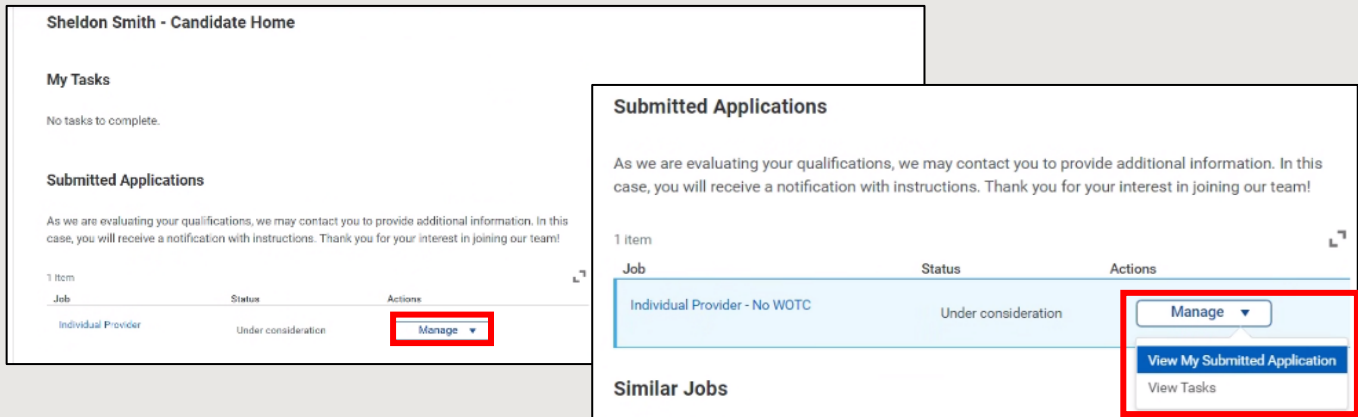 Sheldon Smith - Candidate Home
My Tasks
No tasks to complete.
Submitted Applications
As we are evaluating your qualifications, we may contact you to provide additional information. In this
case, you will receive a notification with instructions. Thank you for your interest in joining our team!
1 Item
Job Status Actions
Individual Provider Under consideration Manage
Submitted Applications
As we are evaluating your qualifications, we may contact you to provide additional information. In this
case, you will receive a notification with instructions. Thank you for your interest in joining our team!
1 item
Job Status Actions
Individual Provider - No WOTC Under consideration Manage
View My Submitted Application
View Tasks
Similar Jobs